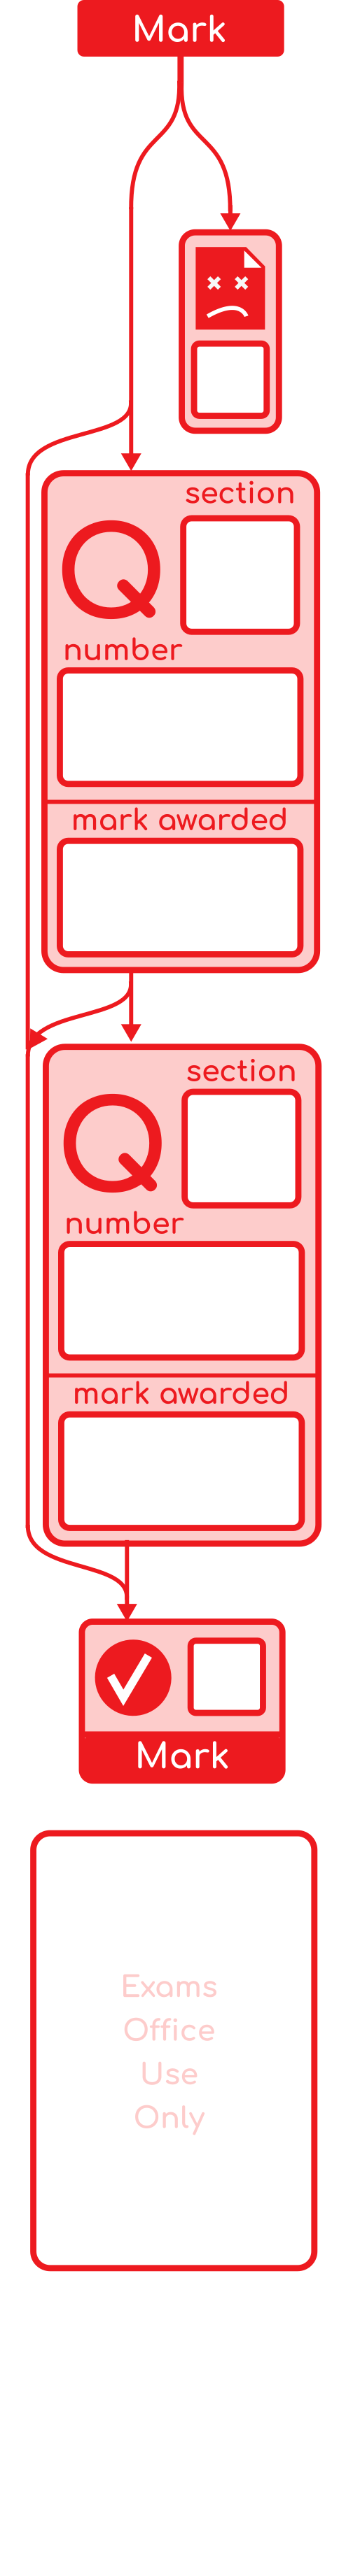 Mark
section
Q
number
mark awarded
section
Q
number
mark awarded
Mark
Exams
Office
Use
Only